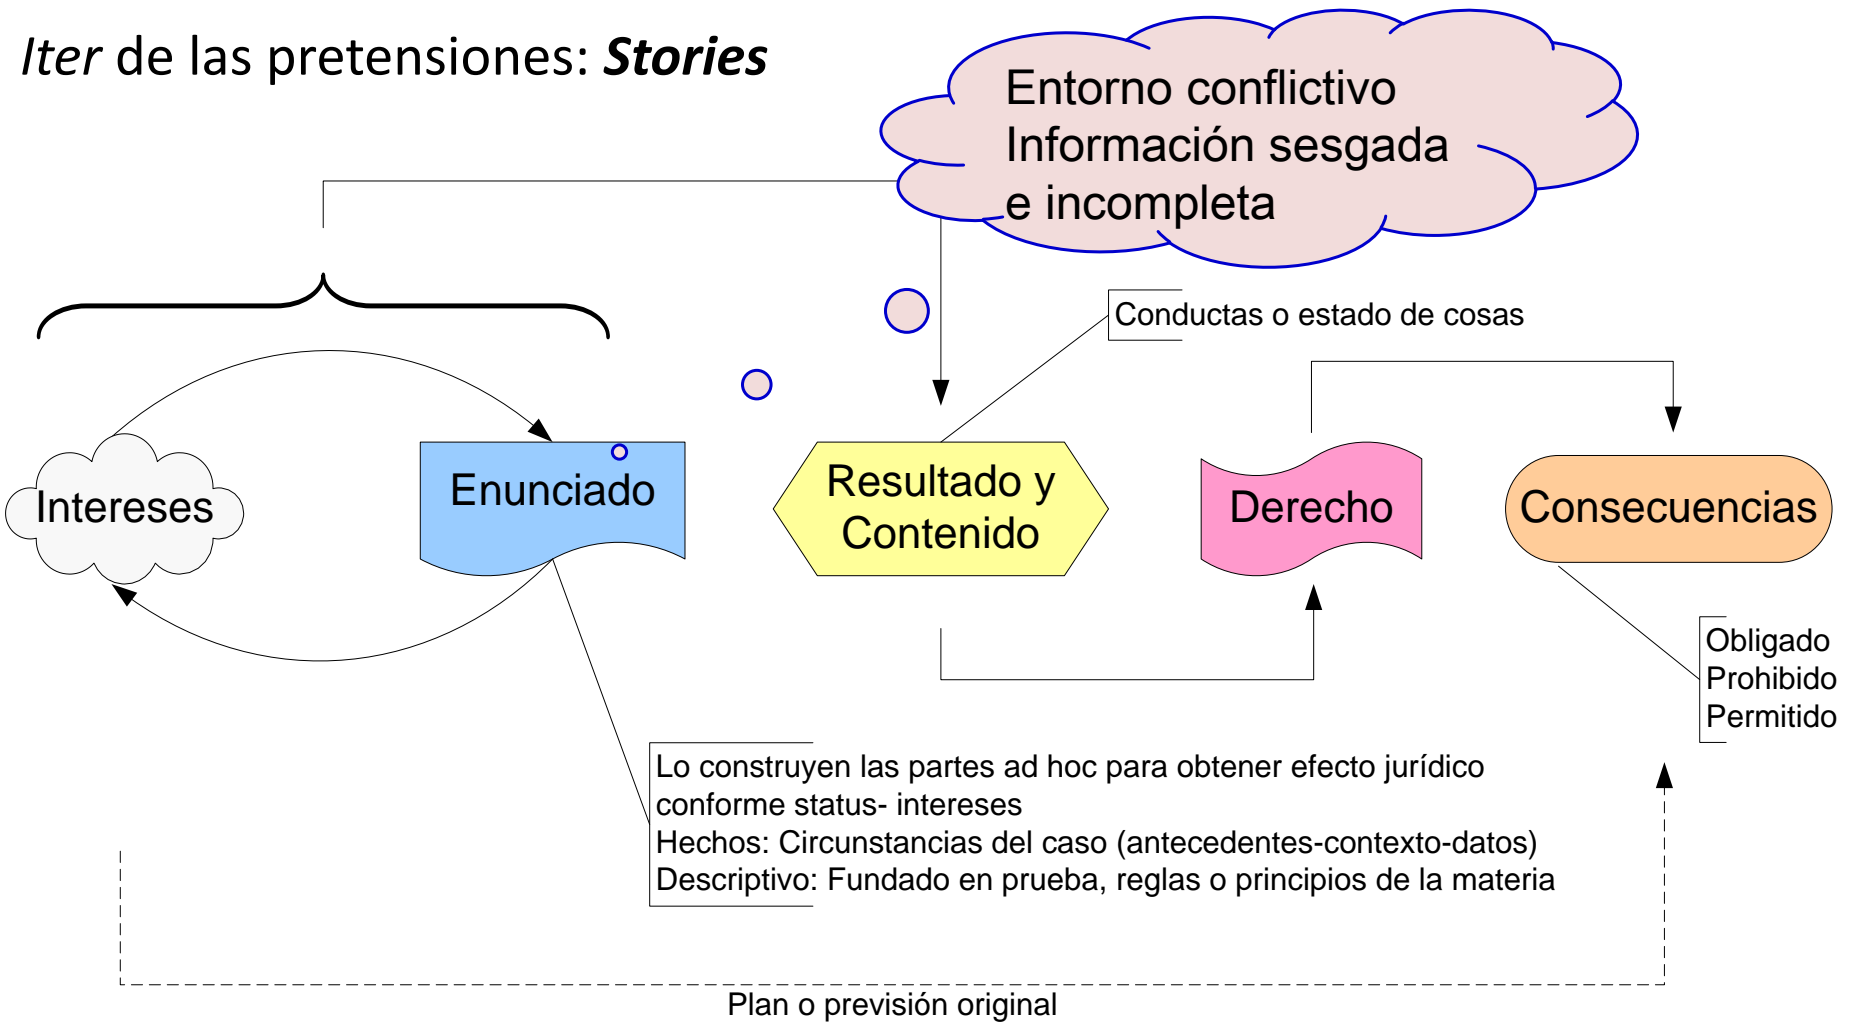 Iter de las pretensiones: Stories
Entorno conflictivo
Información sesgada
e incompleta
Conductas o estado de cosas
Intereses
Enunciado
Resultado y
Contenido
Derecho
Consecuencias
Obligado
Prohibido
Permitido
Lo construyen las partes ad hoc para obtener efecto jurídico
conforme status- intereses
Hechos: Circunstancias del caso (antecedentes-contexto-datos)
Descriptivo: Fundado en prueba, reglas o principios de la materia
Plan o previsión original